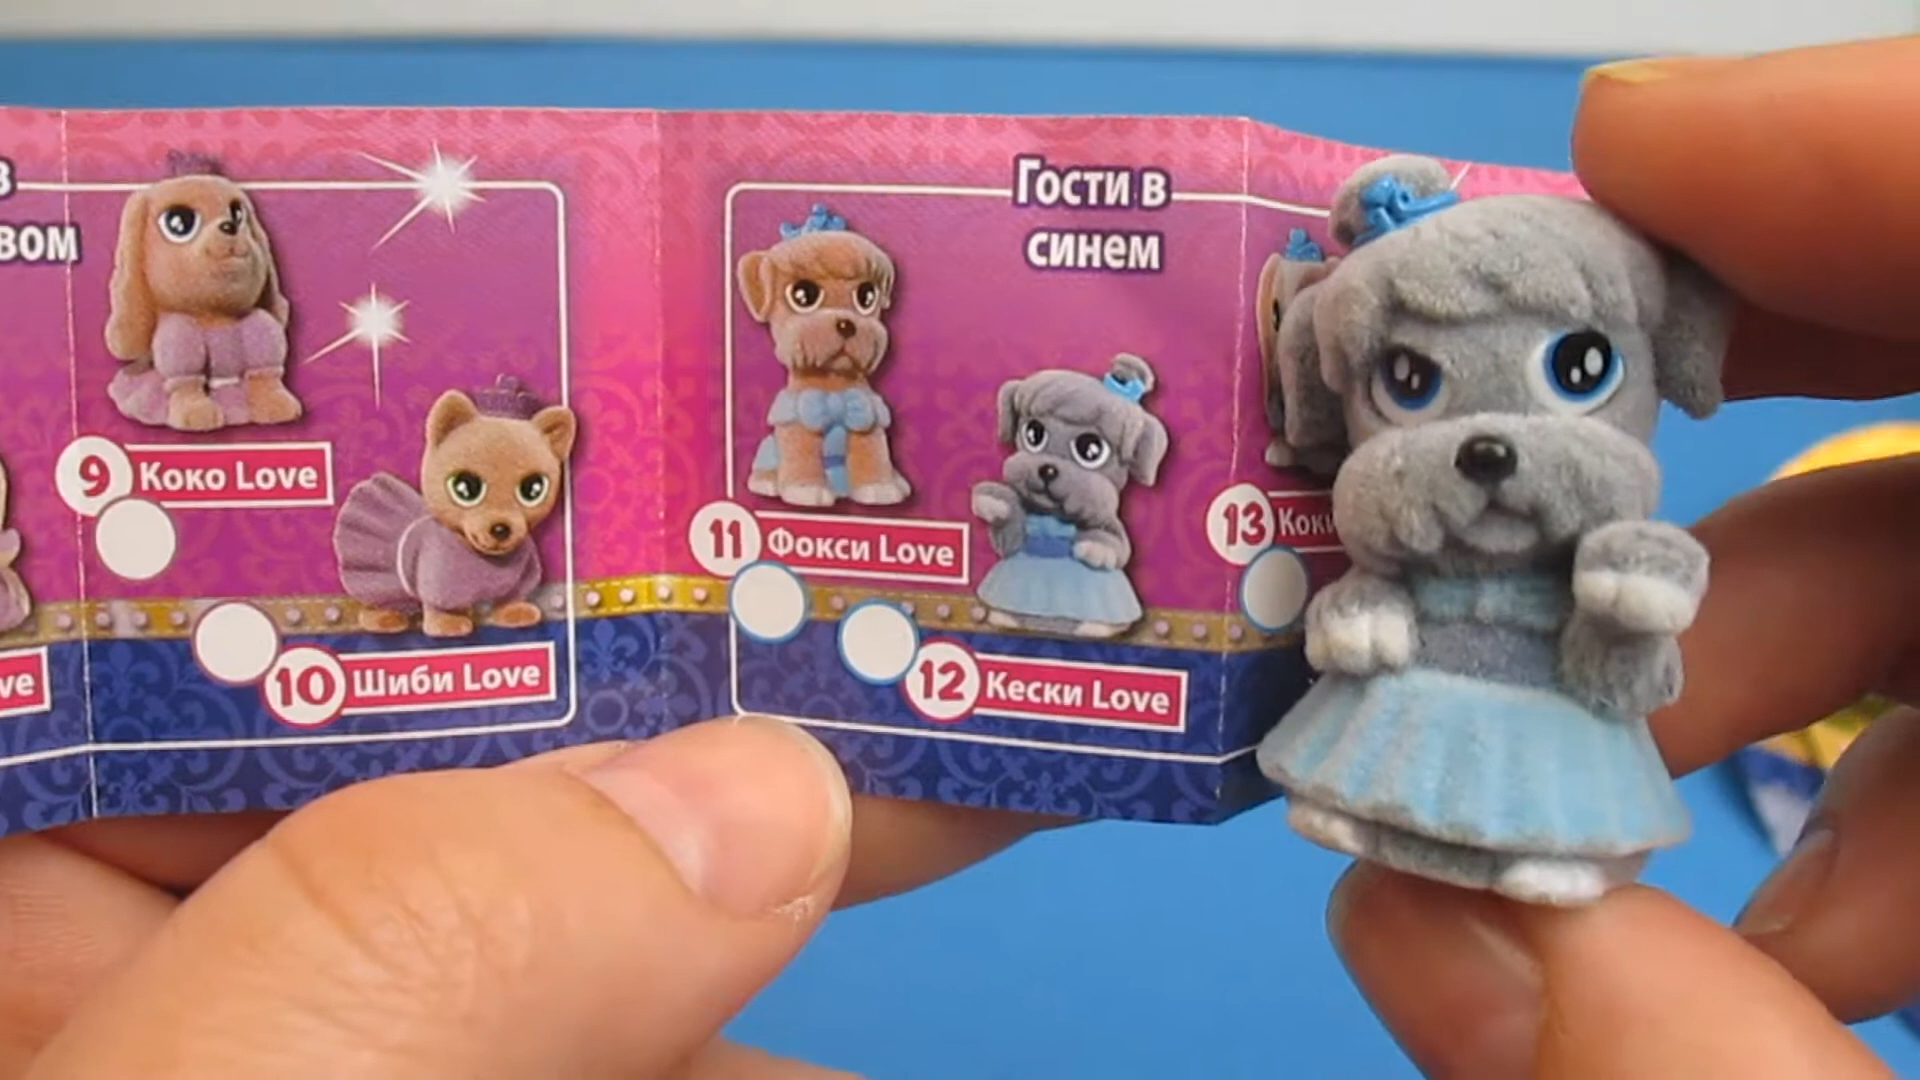 вом
9 Коко Love
10 Шиби Love
Гости в
синем
11 Фокси Love
12 Кески Love
13 Коки
ve